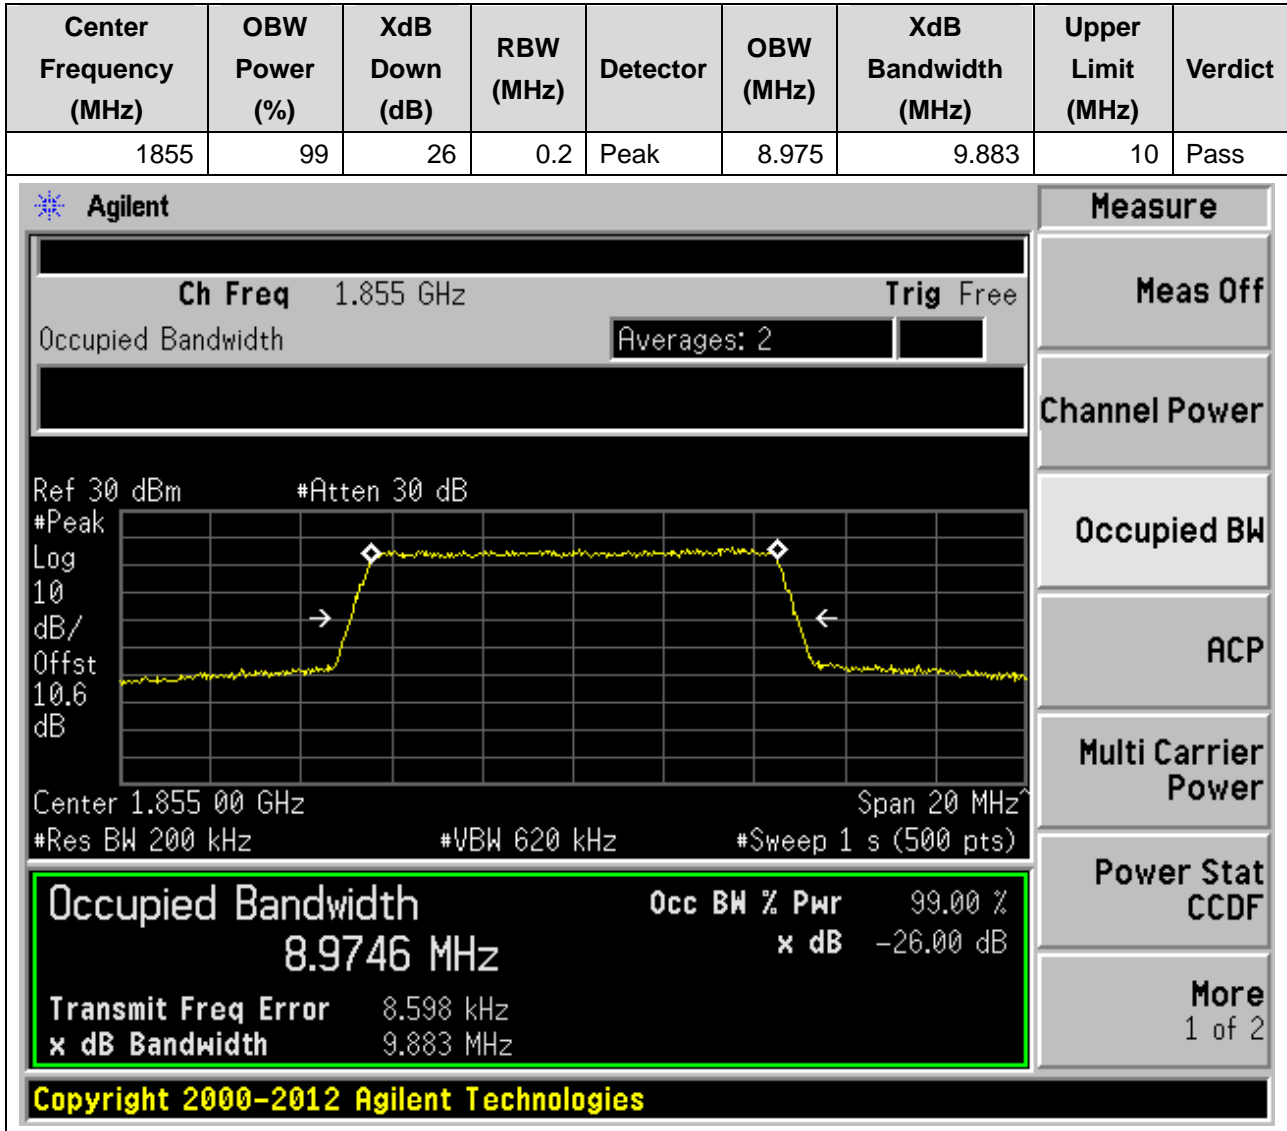 Center Frequency (MHz) OBW Power (%) XdB Down (dB) RBW (MHz) Detector OBW (MHz) XdB Bandwidth (MHz) Upper Limit (MHz) Verdict
1855 99 26 0.2 Peak 8.975 9.883 10 Pass
Agilent
Measure
Ch Freq 1.855 GHz Trig Free
Occupied Bandwidth Averages: 2
Meas Off
Channel Power
Occupied BW
ACP
Multi Carrier
Power
Power Stat
CCDF
More
1 of 2
Ref 30 dBm #Atten 30 dB
#Peak
Log
10
dB/
Offst
10.6
dB
Center 1.855 00 GHz Span 20 MHz^
#Res BW 200 kHz #VBW 620 kHz #Sweep 1 s (500 pts)
Occupied Bandwidth Occ BW % Pwr 99.00 %
8.9746 MHz x dB -26.00 dB
Transmit Freq Error 8.598 kHz
x dB Bandwidth 9.883 MHz
Copyright 2000-2012 Agilent Technologies